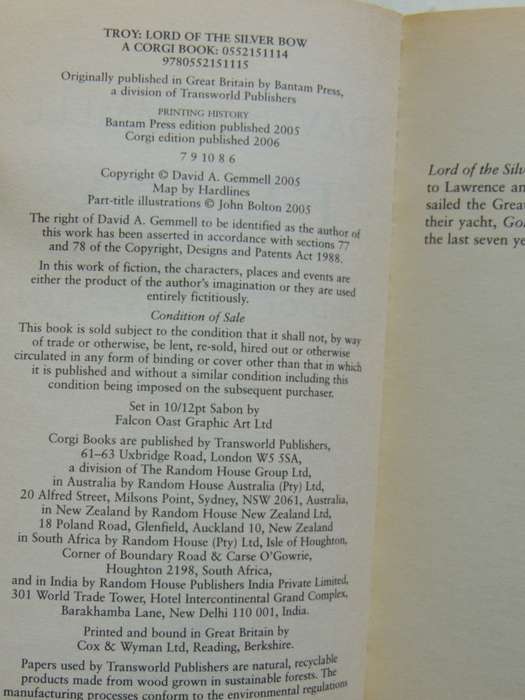 TROY: LORD OF THE SILVER BOW
A CORGI BOOK: 0552151114
9780552151115
Originally published in Great Britain by Bantam Press,
a division of Transworld Publishers
PRINTING HISTORY
Bantam Press edition published 2005
Corgi edition published 2006
7 9 10 8 6
Copyright © David A. Gemmell 2005
Map by Hardlines
Part-title illustrations © John Bolton 2005
The right of David A. Gemmell to be identified as the author of
this work has been asserted in accordance with sections 77
and 78 of the Copyright, Designs and Patents Act 1988.
In this work of fiction, the characters, places and events are
either the product of the author's imagination or they are used
entirely fictitiously.
Condition of Sale
This book is sold subject to the condition that it shall not, by way
of trade or otherwise, be lent, re-sold, hired out or otherwise
circulated in any form of binding or cover other than that in which
it is published and without a similar condition including this
condition being imposed on the subsequent purchaser.
Set in 10/12pt Sabon by
Falcon Oast Graphic Art Ltd
Corgi Books are published by Transworld Publishers,
61–63 Uxbridge Road, London W5 5SA,
a division of The Random House Group Ltd,
in Australia by Random House Australia (Pty) Ltd,
20 Alfred Street, Milsons Point, Sydney, NSW 2061, Australia,
in New Zealand by Random House New Zealand Ltd,
18 Poland Road, Glenfield, Auckland 10, New Zealand
in South Africa by Random House (Pty) Ltd, Isle of Houghton,
Corner of Boundary Road & Carse O'Gowrie,
Houghton 2198, South Africa,
and in India by Random House Publishers India Private Limited,
301 World Trade Tower, Hotel Intercontinental Grand Complex,
Barakhamba Lane, New Delhi 110 001, India.
Printed and bound in Great Britain by
Cox & Wyman Ltd, Reading, Berkshire.
Papers used by Transworld Publishers are natural, recyclable
products made from wood grown in sustainable forests. The
manufacturing processes conform to the environmental regulations
Lord of the Silv
to Lawrence an
sailed the Grea
their yacht, Go
the last seven ye